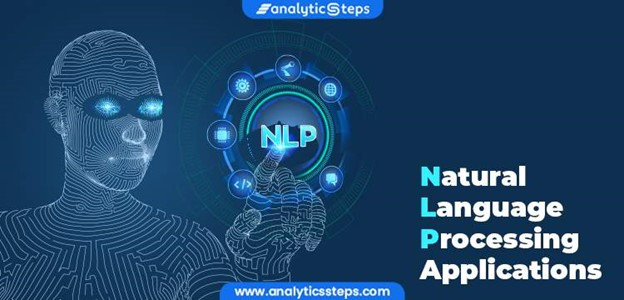 analyticSteps
NLP
</>
Natural
Language
Processing
Applications
www.analyticssteps.com